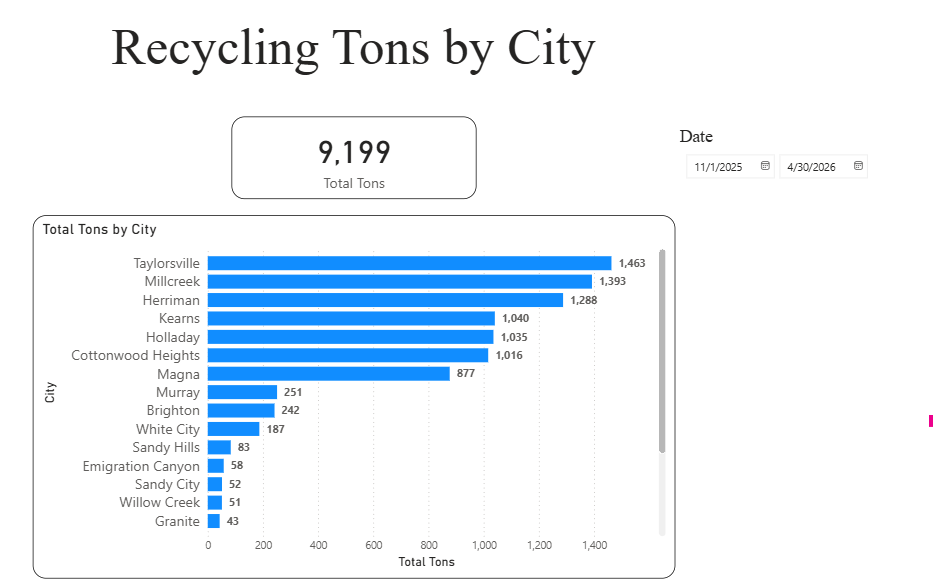 Recycling Tons by City
9,199
Total Tons
Date
11/1/2025
4/30/2026
Total Tons by City
City
Taylorsville 1,463
Millcreek 1,393
Herriman 1,288
Kearns 1,040
Holladay 1,035
Cottonwood Heights 1,016
Magna 877
Murray 251
Brighton 242
White City 187
Sandy Hills 83
Emigration Canyon 58
Sandy City 52
Willow Creek 51
Granite 43
0 200 400 600 800 1,000 1,200 1,400
Total Tons